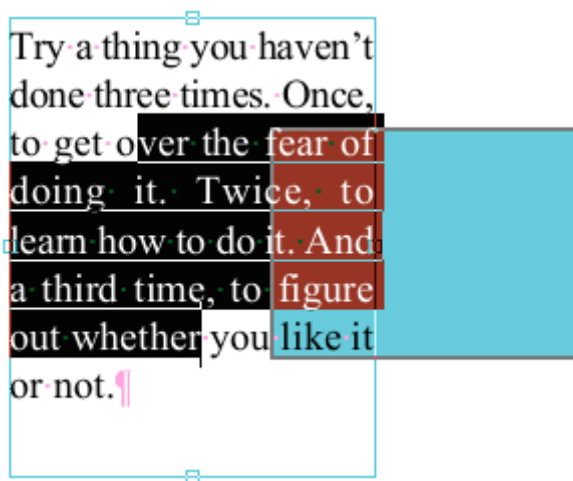 Try a thing you haven’t
done three times. Once,
to get over the fear of
doing it. Twice, to
learn how to do it. And
a third time, to figure
out whether you like it
or not.¶